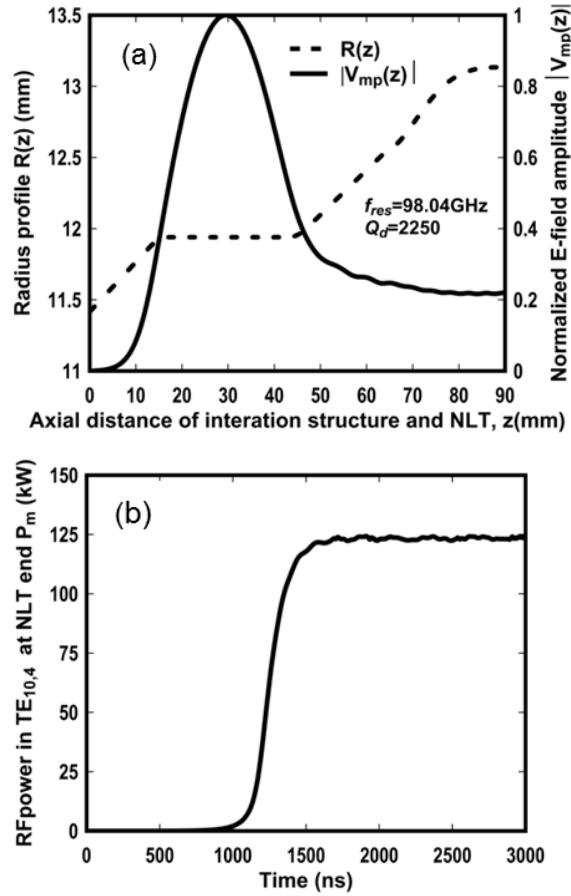 (a)
R(z)
|Vmp(z)|
fres=98.04GHz
Qd=2250
13.5
13
12.5
12
11.5
11
Radius profile R(z) (mm)
1
0.8
0.6
0.4
0.2
0
Normalized E-field amplitude |Vmp(z)|
0 10 20 30 40 50 60 70 80 90
Axial distance of interation structure and NLT, z(mm)
(b)
150
125
100
75
50
25
0
RFpower in TE10,4 at NLT end Pm (kW)
0 500 1000 1500 2000 2500 3000
Time (ns)